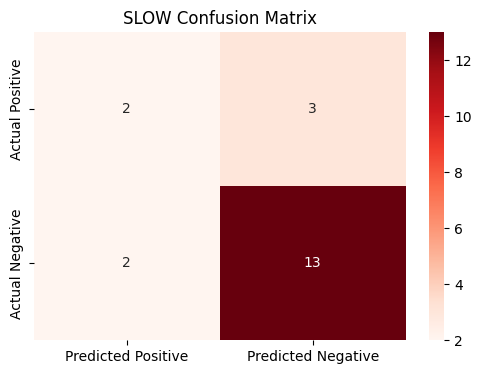 SLOW Confusion Matrix
Actual Positive
2
3
Actual Negative
2
13
Predicted Positive
Predicted Negative
12
10
8
6
4
2